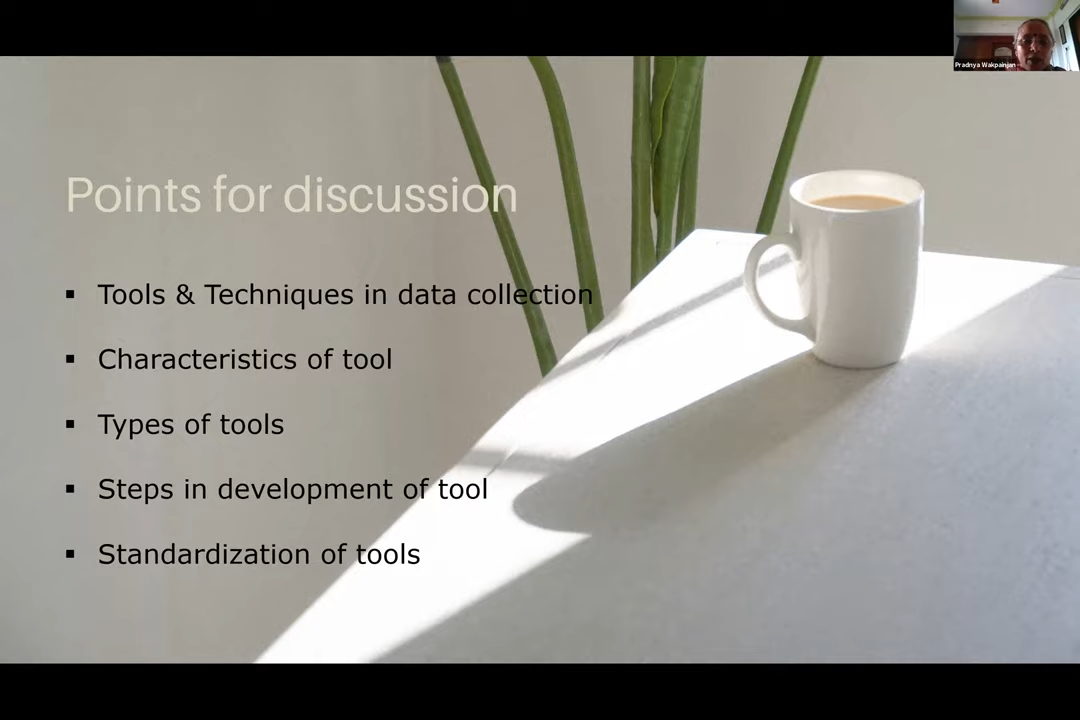 Pradnya Wakpainjan
Points for discussion
▪ Tools & Techniques in data collection
▪ Characteristics of tool
▪ Types of tools
▪ Steps in development of tool
▪ Standardization of tools